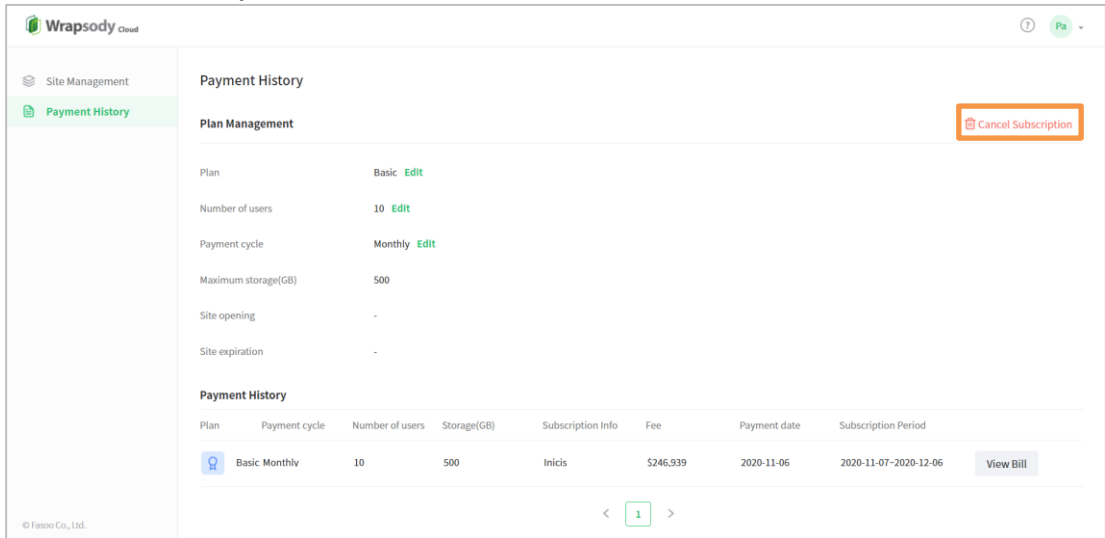 Wrapsody Cloud
Pa
Site Management
Payment History
Payment History
Plan Management
Cancel Subscription
Plan Basic Edit
Number of users 10 Edit
Payment cycle Monthly Edit
Maximum storage(GB) 500
Site opening -
Site expiration -
Payment History
Plan Payment cycle Number of users Storage(GB) Subscription Info Fee Payment date Subscription Period
Basic Monthly 10 500 Inicis $246,939 2020-11-06 2020-11-07~2020-12-06 View Bill
< 1 >
© Fasoo Co., Ltd.